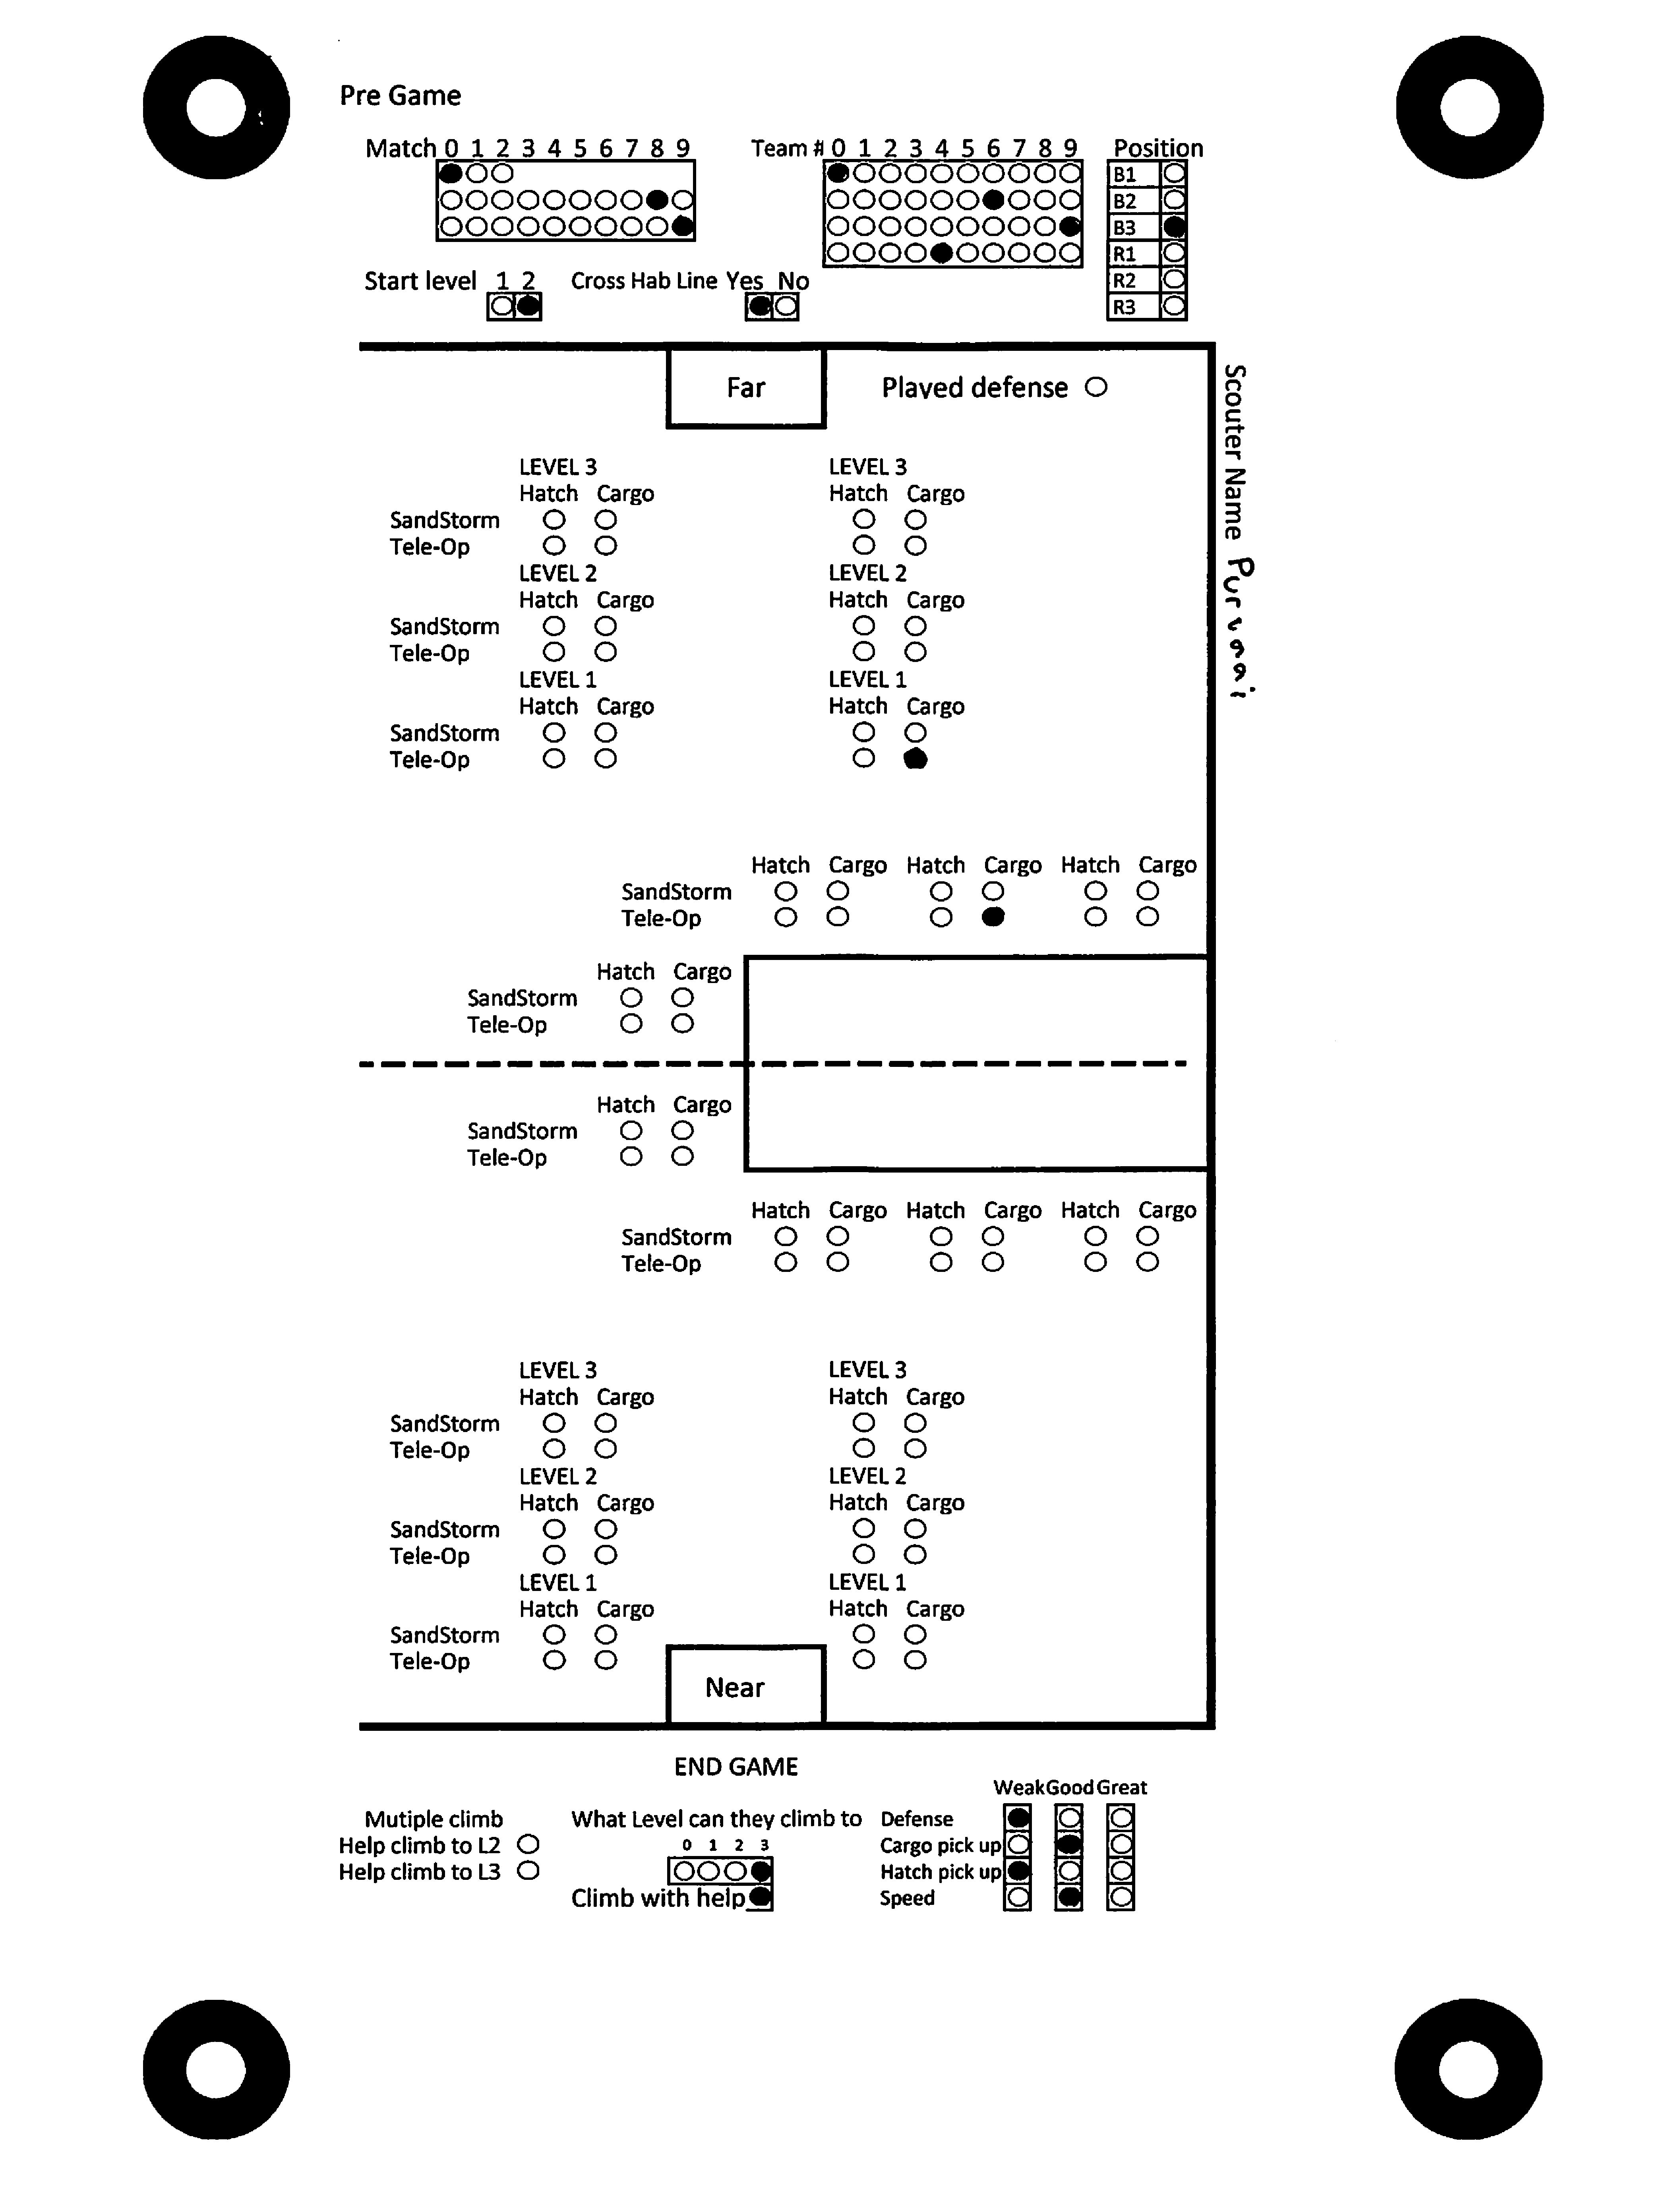 Pre Game
Match 0 1 2 3 4 5 6 7 8 9
Team # 0 1 2 3 4 5 6 7 8 9
Position
B1
B2
B3
R1
R2
R3
Start level 1 2
Cross Hab Line Yes No
Far
Played defense
Scouter Name
LEVEL 3 LEVEL 3
Hatch Cargo Hatch Cargo
SandStorm
Tele-Op
LEVEL 2 LEVEL 2
Hatch Cargo Hatch Cargo
SandStorm
Tele-Op
LEVEL 1 LEVEL 1
Hatch Cargo Hatch Cargo
SandStorm
Tele-Op
Hatch Cargo Hatch Cargo Hatch Cargo
SandStorm
Tele-Op
Hatch Cargo
SandStorm
Tele-Op
Hatch Cargo
SandStorm
Tele-Op
Hatch Cargo Hatch Cargo Hatch Cargo
SandStorm
Tele-Op
LEVEL 3 LEVEL 3
Hatch Cargo Hatch Cargo
SandStorm
Tele-Op
LEVEL 2 LEVEL 2
Hatch Cargo Hatch Cargo
SandStorm
Tele-Op
LEVEL 1 LEVEL 1
Hatch Cargo Hatch Cargo
SandStorm
Tele-Op
Near
END GAME
Mutiple climb
Help climb to L2
Help climb to L3
What Level can they climb to
0 1 2 3
Climb with help
Weak Good Great
Defense
Cargo pick up
Hatch pick up
Speed